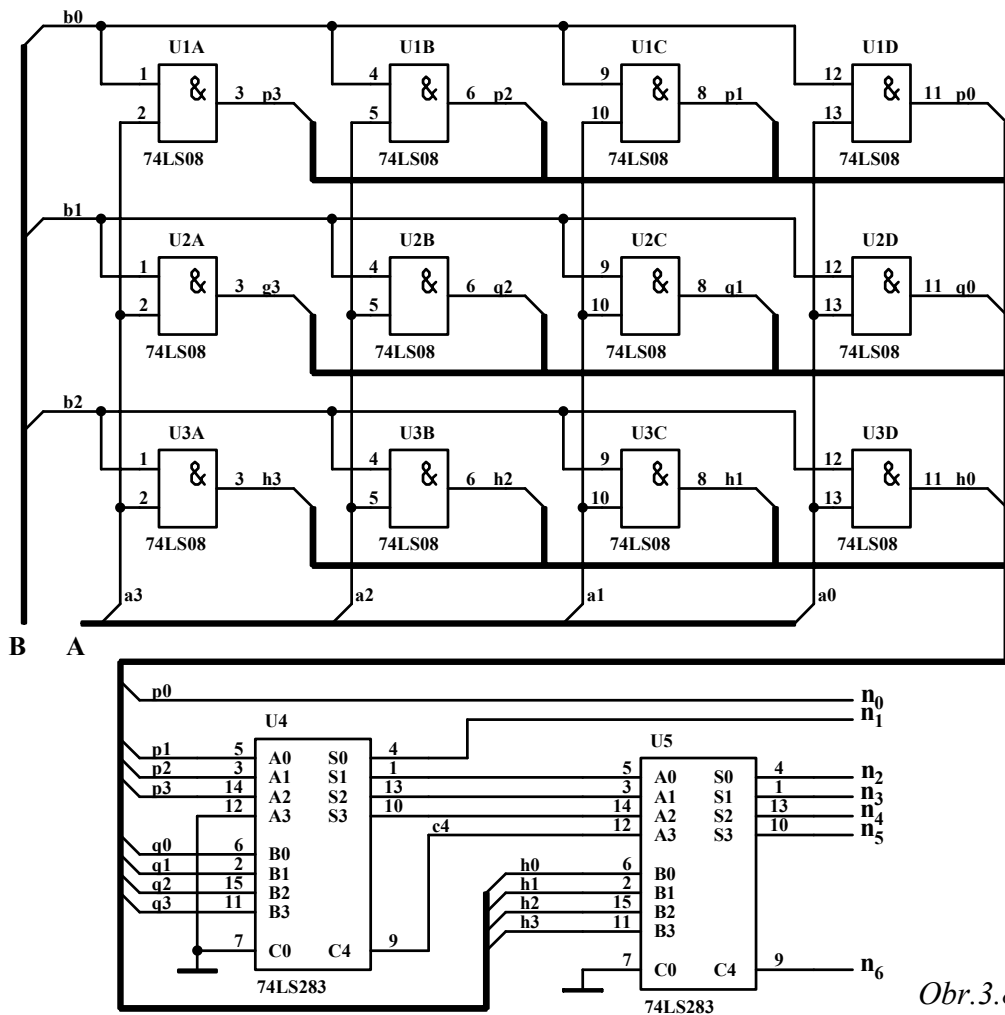 b0
U1A U1B U1C U1D
1 4 9 12
& & & &
3 p3 6 p2 8 p1 11 p0
2 5 10 13
74LS08 74LS08 74LS08 74LS08
b1
U2A U2B U2C U2D
1 4 9 12
& & & &
3 g3 6 q2 8 q1 11 q0
2 5 10 13
74LS08 74LS08 74LS08 74LS08
b2
U3A U3B U3C U3D
1 4 9 12
& & & &
3 h3 6 h2 8 h1 11 h0
2 5 10 13
74LS08 74LS08 74LS08 74LS08
a3 a2 a1 a0
B A
p0 n0
n1
U4
p1 5 A0 S0 4
p2 3 A1 S1 1
p3 14 A2 S2 13
12 A3 S3 10
q0 6 B0
q1 2 B1
q2 15 B2
q3 11 B3
7 C0 C4 9
74LS283
c4
U5
5 A0 S0 4 n2
3 A1 S1 1 n3
14 A2 S2 13 n4
12 A3 S3 10 n5
h0 6 B0
h1 2 B1
h2 15 B2
h3 11 B3
7 C0 C4 9 n6
74LS283
Obr.3.